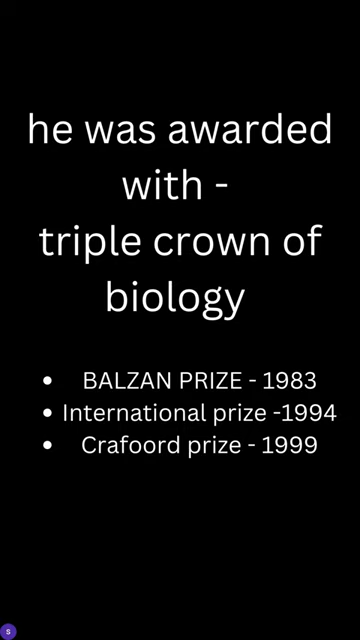 he was awarded
with -
triple crown of
biology
• BALZAN PRIZE - 1983
• International prize -1994
• Crafoord prize - 1999
S